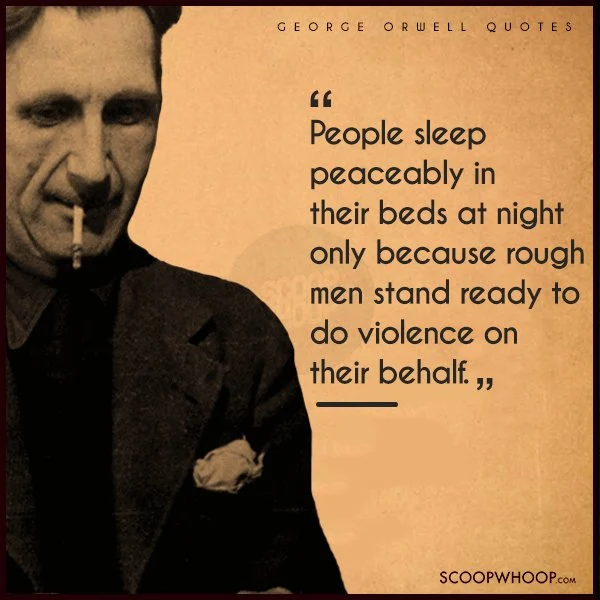 GEORGE ORWELL QUOTES
“
People sleep
peaceably in
their beds at night
only because rough
men stand ready to
do violence on
their behalf. ”
SCOOPWHOOP.COM